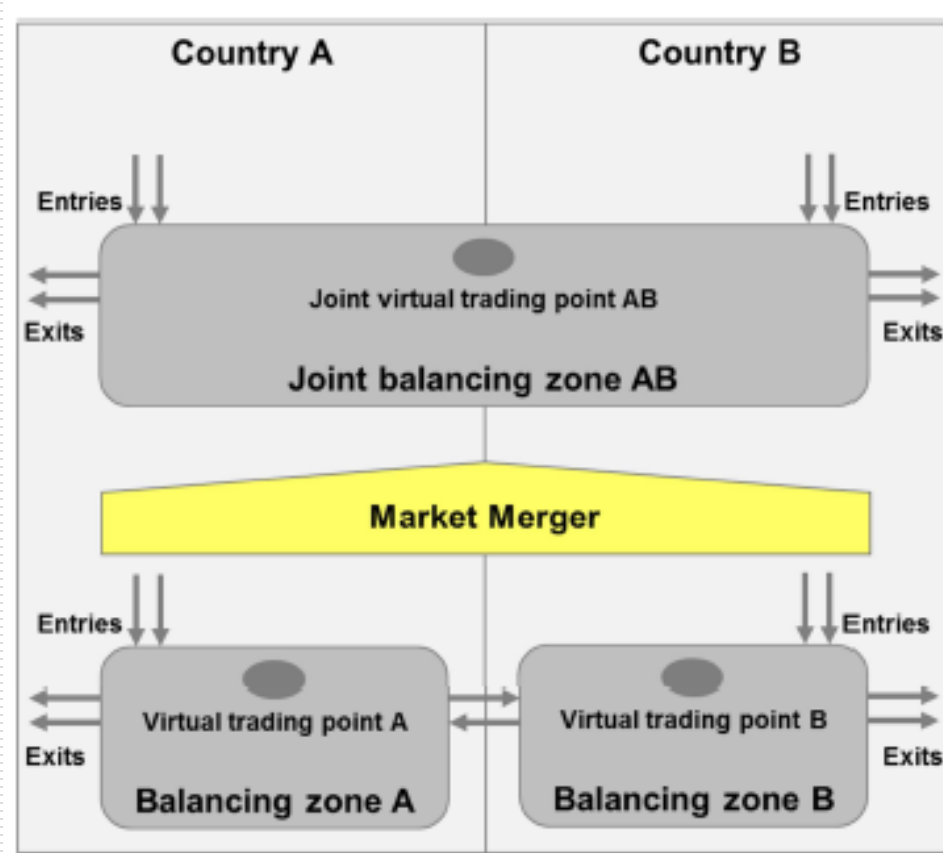 Country A
Country B
Entries
Entries
Joint virtual trading point AB
Exits
Exits
Joint balancing zone AB
Market Merger
Entries
Entries
Virtual trading point A
Virtual trading point B
Exits
Exits
Balancing zone A
Balancing zone B